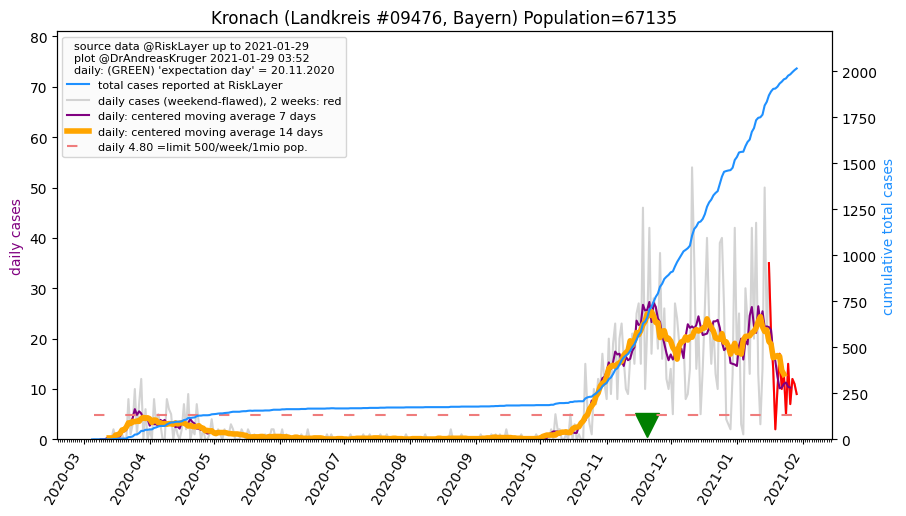 Kronach (Landkreis #09476, Bayern) Population=67135
source data @RiskLayer up to 2021-01-29
plot @DrAndreasKruger 2021-01-29 03:52
daily: (GREEN) 'expectation day' = 20.11.2020
total cases reported at RiskLayer
daily cases (weekend-flawed), 2 weeks: red
daily: centered moving average 7 days
daily: centered moving average 14 days
daily 4.80 =limit 500/week/1mio pop.
daily cases
80
70
60
50
40
30
20
10
0
cumulative total cases
2000
1750
1500
1250
1000
750
500
250
0
2020-03
2020-04
2020-05
2020-06
2020-07
2020-08
2020-09
2020-10
2020-11
2020-12
2021-01
2021-02